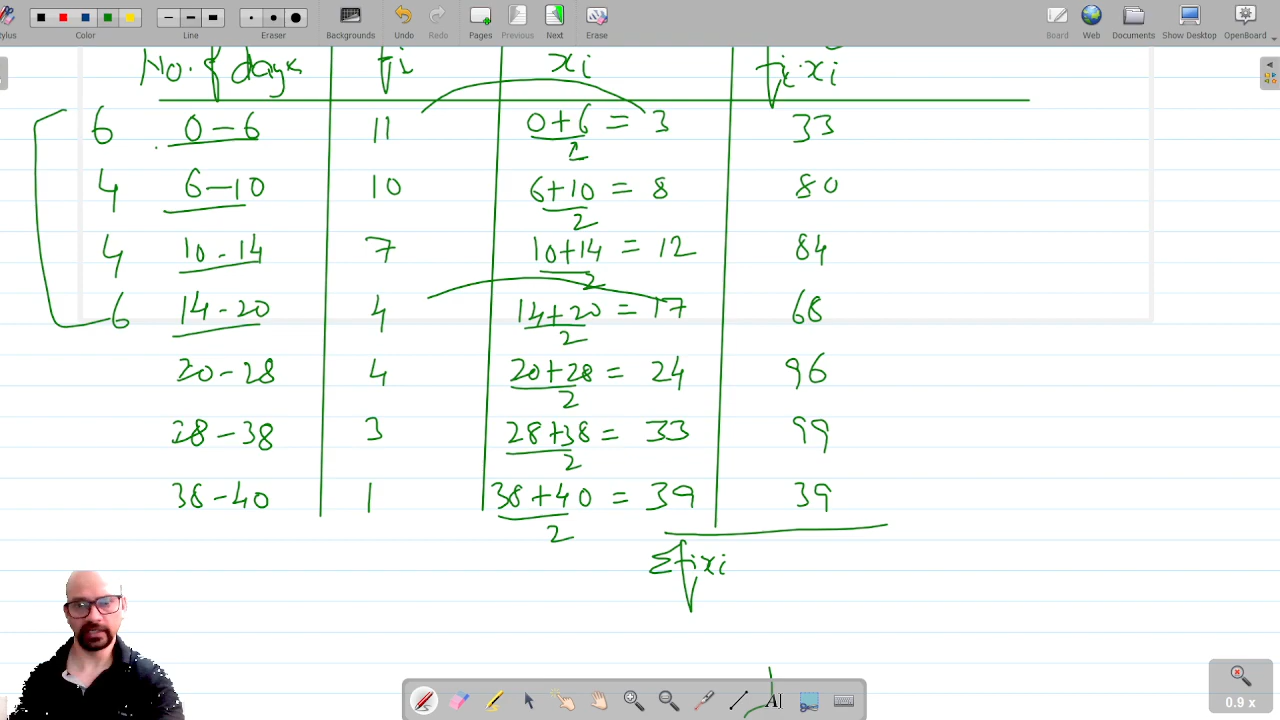 Stylus Color Line Eraser Backgrounds Undo Redo Pages Previous Next Erase Board Web Documents Show Desktop OpenBoard
No. of days fi xi fi.xi
6 0-6 11 0+6/2 = 3 33
4 6-10 10 6+10/2 = 8 80
4 10-14 7 10+14/2 = 12 84
6 14-20 4 14+20/2 = 17 68
20-28 4 20+28/2 = 24 96
28-38 3 28+38/2 = 33 99
38-40 1 38+40/2 = 39 39
Σfixi
0.9 x